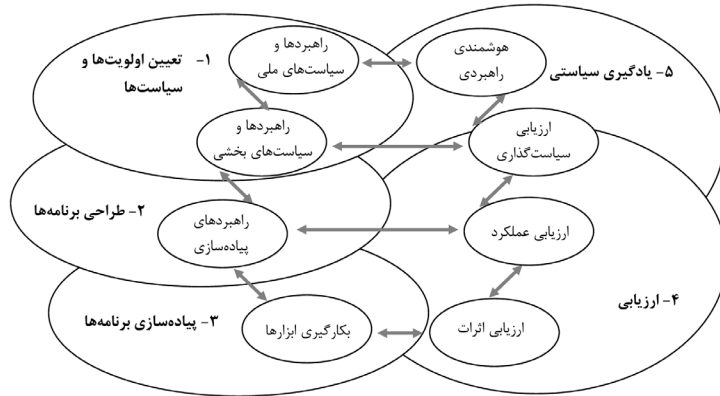 ۱- تعیین اولویت‌ها و
سیاست‌ها
راهبردها و
سیاست‌های ملی
هوشمندی
راهبردی
۵- یادگیری سیاستی
راهبردها و
سیاست‌های بخشی
ارزیابی
سیاست‌گذاری
۲- طراحی برنامه‌ها
راهبردهای
پیاده‌سازی
ارزیابی عملکرد
۴- ارزیابی
۳- پیاده‌سازی برنامه‌ها
بکارگیری ابزارها
ارزیابی اثرات